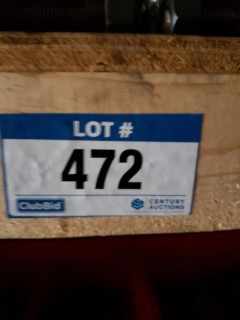 LOT #
472
ClubBid
CENTURY
AUCTIONS